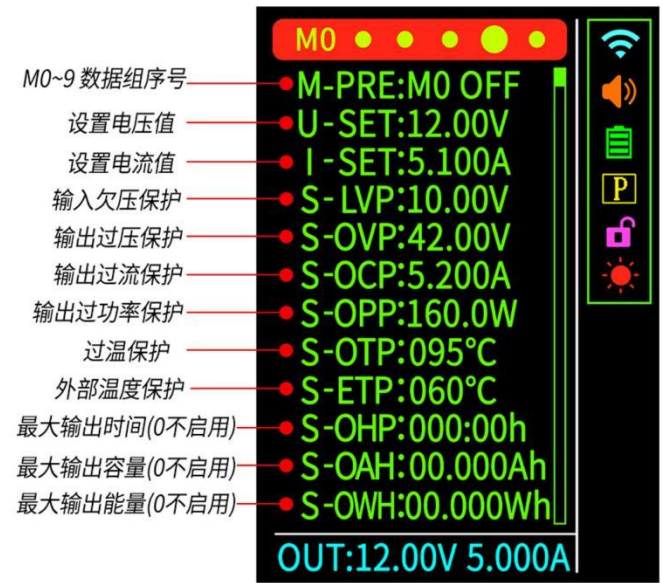 M0
M0~9 数据组序号 M-PRE:M0 OFF
设置电压值 U-SET:12.00V
设置电流值 I-SET:5.100A
输入欠压保护 S-LVP:10.00V
输出过压保护 S-OVP:42.00V
输出过流保护 S-OCP:5.200A
输出过功率保护 S-OPP:160.0W
过温保护 S-OTP:095°C
外部温度保护 S-ETP:060°C
最大输出时间(0不启用) S-OHP:000:00h
最大输出容量(0不启用) S-OAH:00.000Ah
最大输出能量(0不启用) S-OWH:00.000Wh
OUT:12.00V 5.000A
P